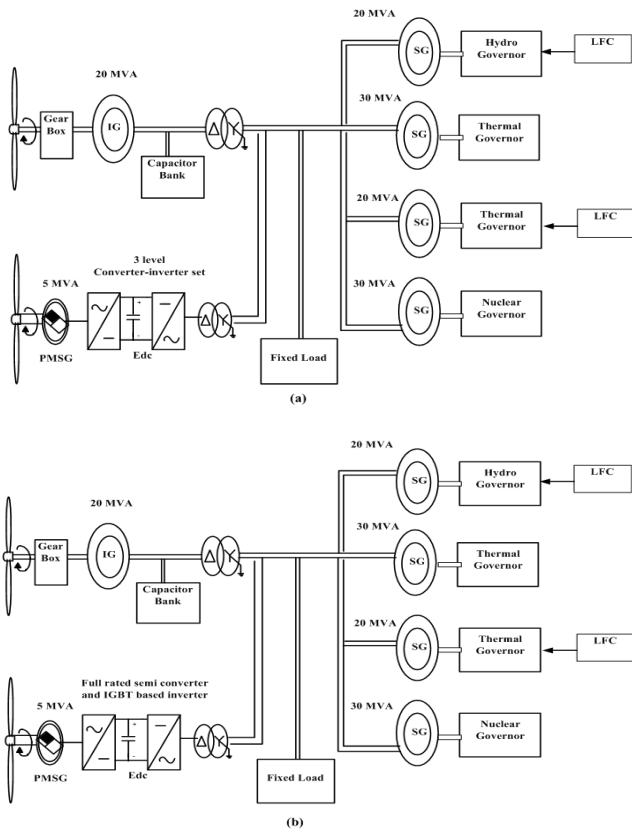 20 MVA
SG
Hydro
Governor
LFC
20 MVA
Gear
Box
IG
Capacitor
Bank
Δ
Y
30 MVA
SG
Thermal
Governor
20 MVA
SG
Thermal
Governor
LFC
3 level
Converter-inverter set
5 MVA
PMSG
+
-
Edc
Δ
Y
30 MVA
SG
Nuclear
Governor
Fixed Load
(a)
20 MVA
SG
Hydro
Governor
LFC
20 MVA
Gear
Box
IG
Capacitor
Bank
Δ
Y
30 MVA
SG
Thermal
Governor
20 MVA
SG
Thermal
Governor
LFC
Full rated semi converter
and IGBT based inverter
5 MVA
PMSG
+
-
Edc
Δ
Y
30 MVA
SG
Nuclear
Governor
Fixed Load
(b)